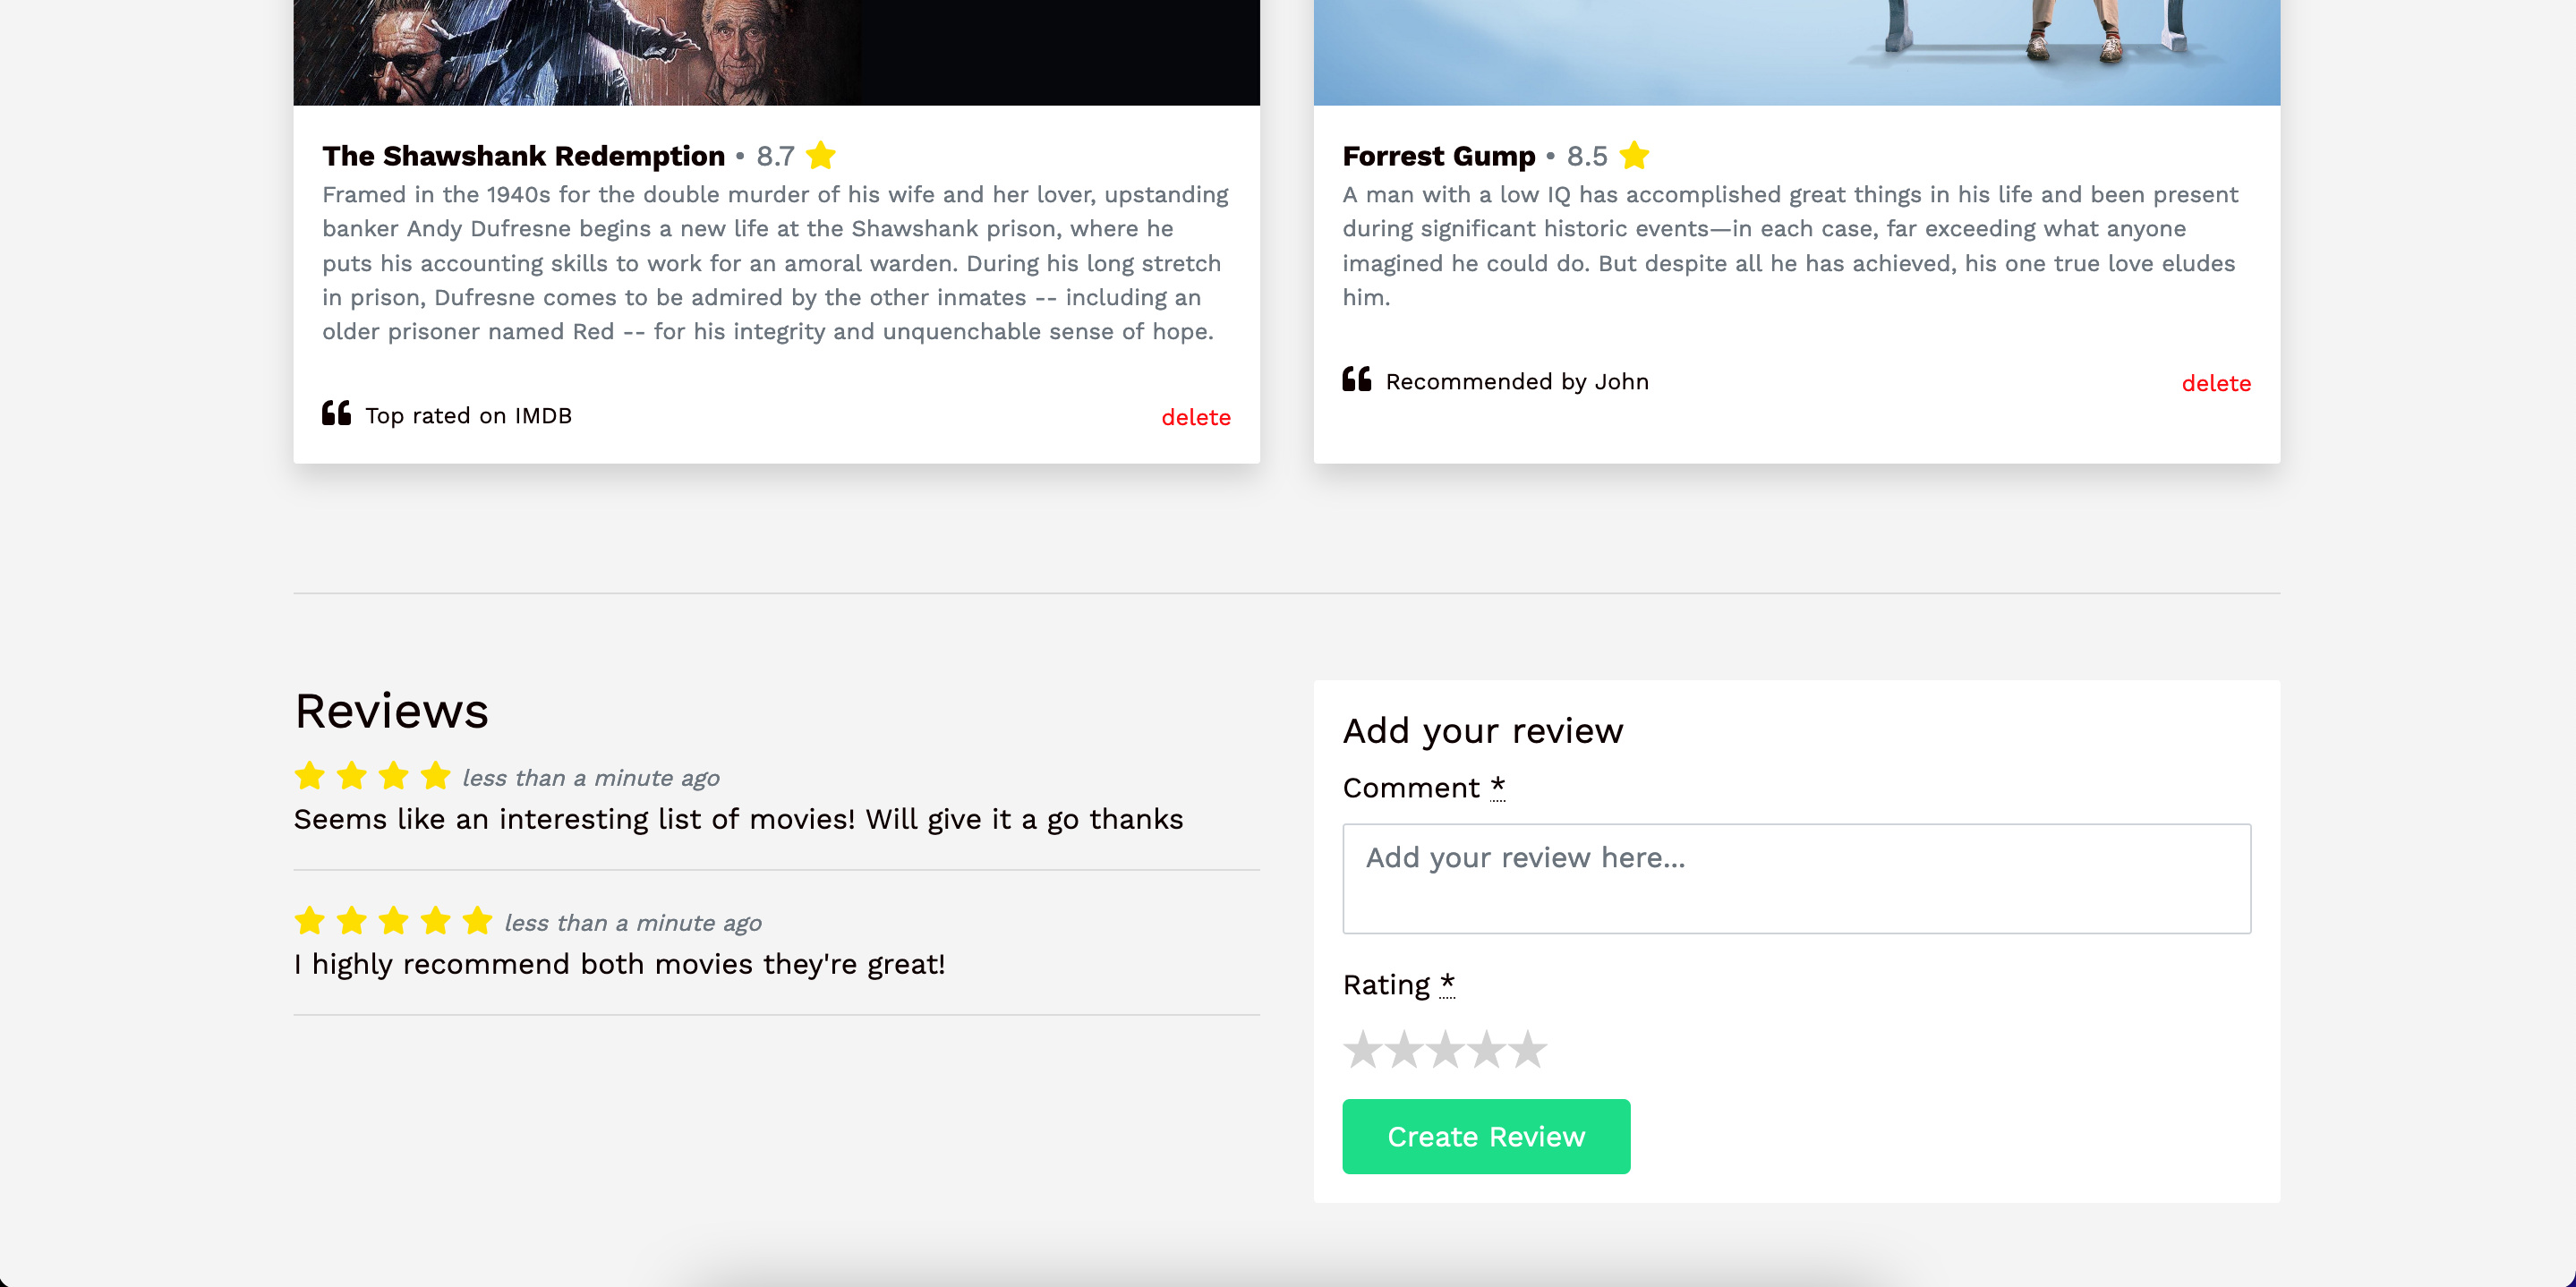 The Shawshank Redemption • 8.7
Framed in the 1940s for the double murder of his wife and her lover, upstanding
banker Andy Dufresne begins a new life at the Shawshank prison, where he
puts his accounting skills to work for an amoral warden. During his long stretch
in prison, Dufresne comes to be admired by the other inmates -- including an
older prisoner named Red -- for his integrity and unquenchable sense of hope.
Top rated on IMDB
delete
Forrest Gump • 8.5
A man with a low IQ has accomplished great things in his life and been present
during significant historic events—in each case, far exceeding what anyone
imagined he could do. But despite all he has achieved, his one true love eludes
him.
Recommended by John
delete
Reviews
less than a minute ago
Seems like an interesting list of movies! Will give it a go thanks
less than a minute ago
I highly recommend both movies they're great!
Add your review
Comment *
Add your review here...
Rating *
Create Review